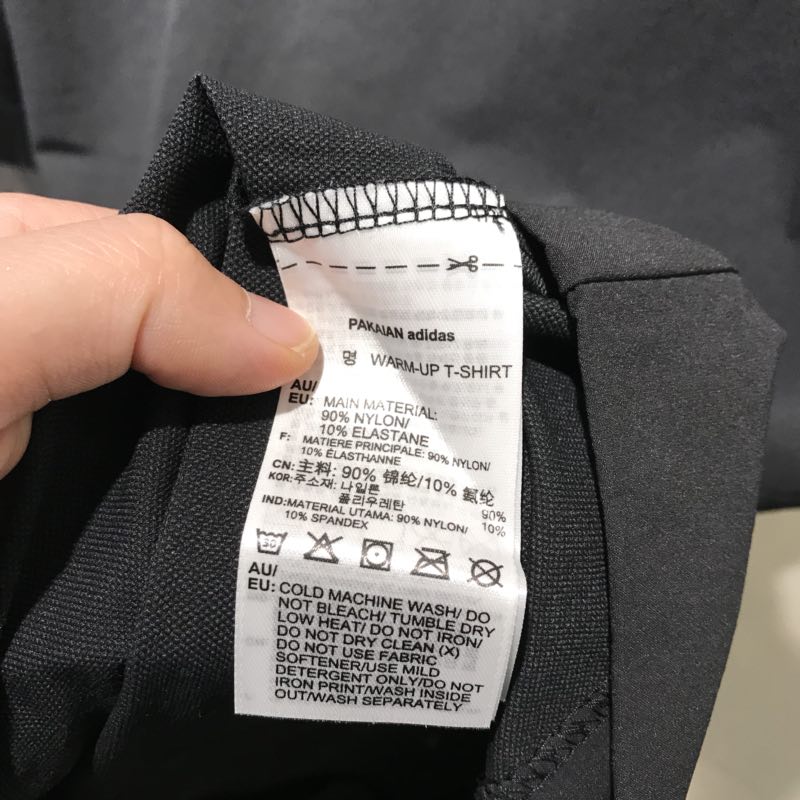 PAKAIAN adidas
명 WARM-UP T-SHIRT
AU/
EU: MAIN MATERIAL:
90% NYLON/
10% ELASTANE
F: MATIERE PRINCIPALE: 90% NYLON/
10% ÉLASTHANNE
CN: 主料: 90% 锦纶/10% 氨纶
KOR: 주소재: 나일론 90%
폴리우레탄 10%
IND: MATERIAL UTAMA: 90% NYLON/
10% SPANDEX
AU/
EU: COLD MACHINE WASH/ DO
NOT BLEACH/ TUMBLE DRY
LOW HEAT/ DO NOT IRON/
DO NOT DRY CLEAN (X)
DO NOT USE FABRIC
SOFTENER/USE MILD
DETERGENT ONLY/DO NOT
IRON PRINT/WASH INSIDE
OUT/WASH SEPARATELY